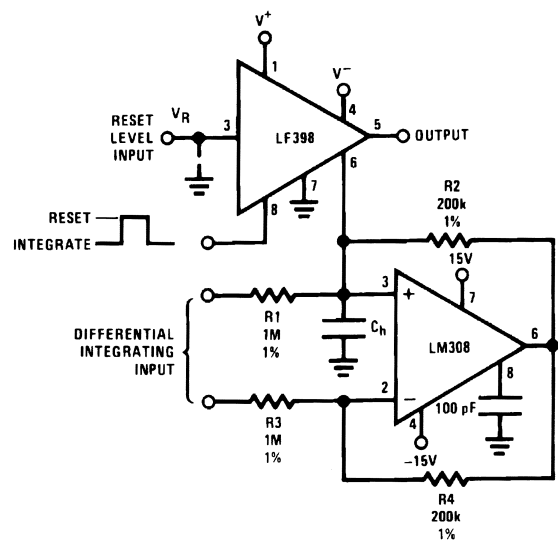 V+
1
V−
4
RESET
LEVEL
INPUT
VR
3
LF398
5
OUTPUT
6
7
8
RESET
INTEGRATE
R2
200k
1%
15V
7
3
+
R1
1M
1%
Ch
LM308
6
DIFFERENTIAL
INTEGRATING
INPUT
2
−
8
100 pF
4
−15V
R3
1M
1%
R4
200k
1%